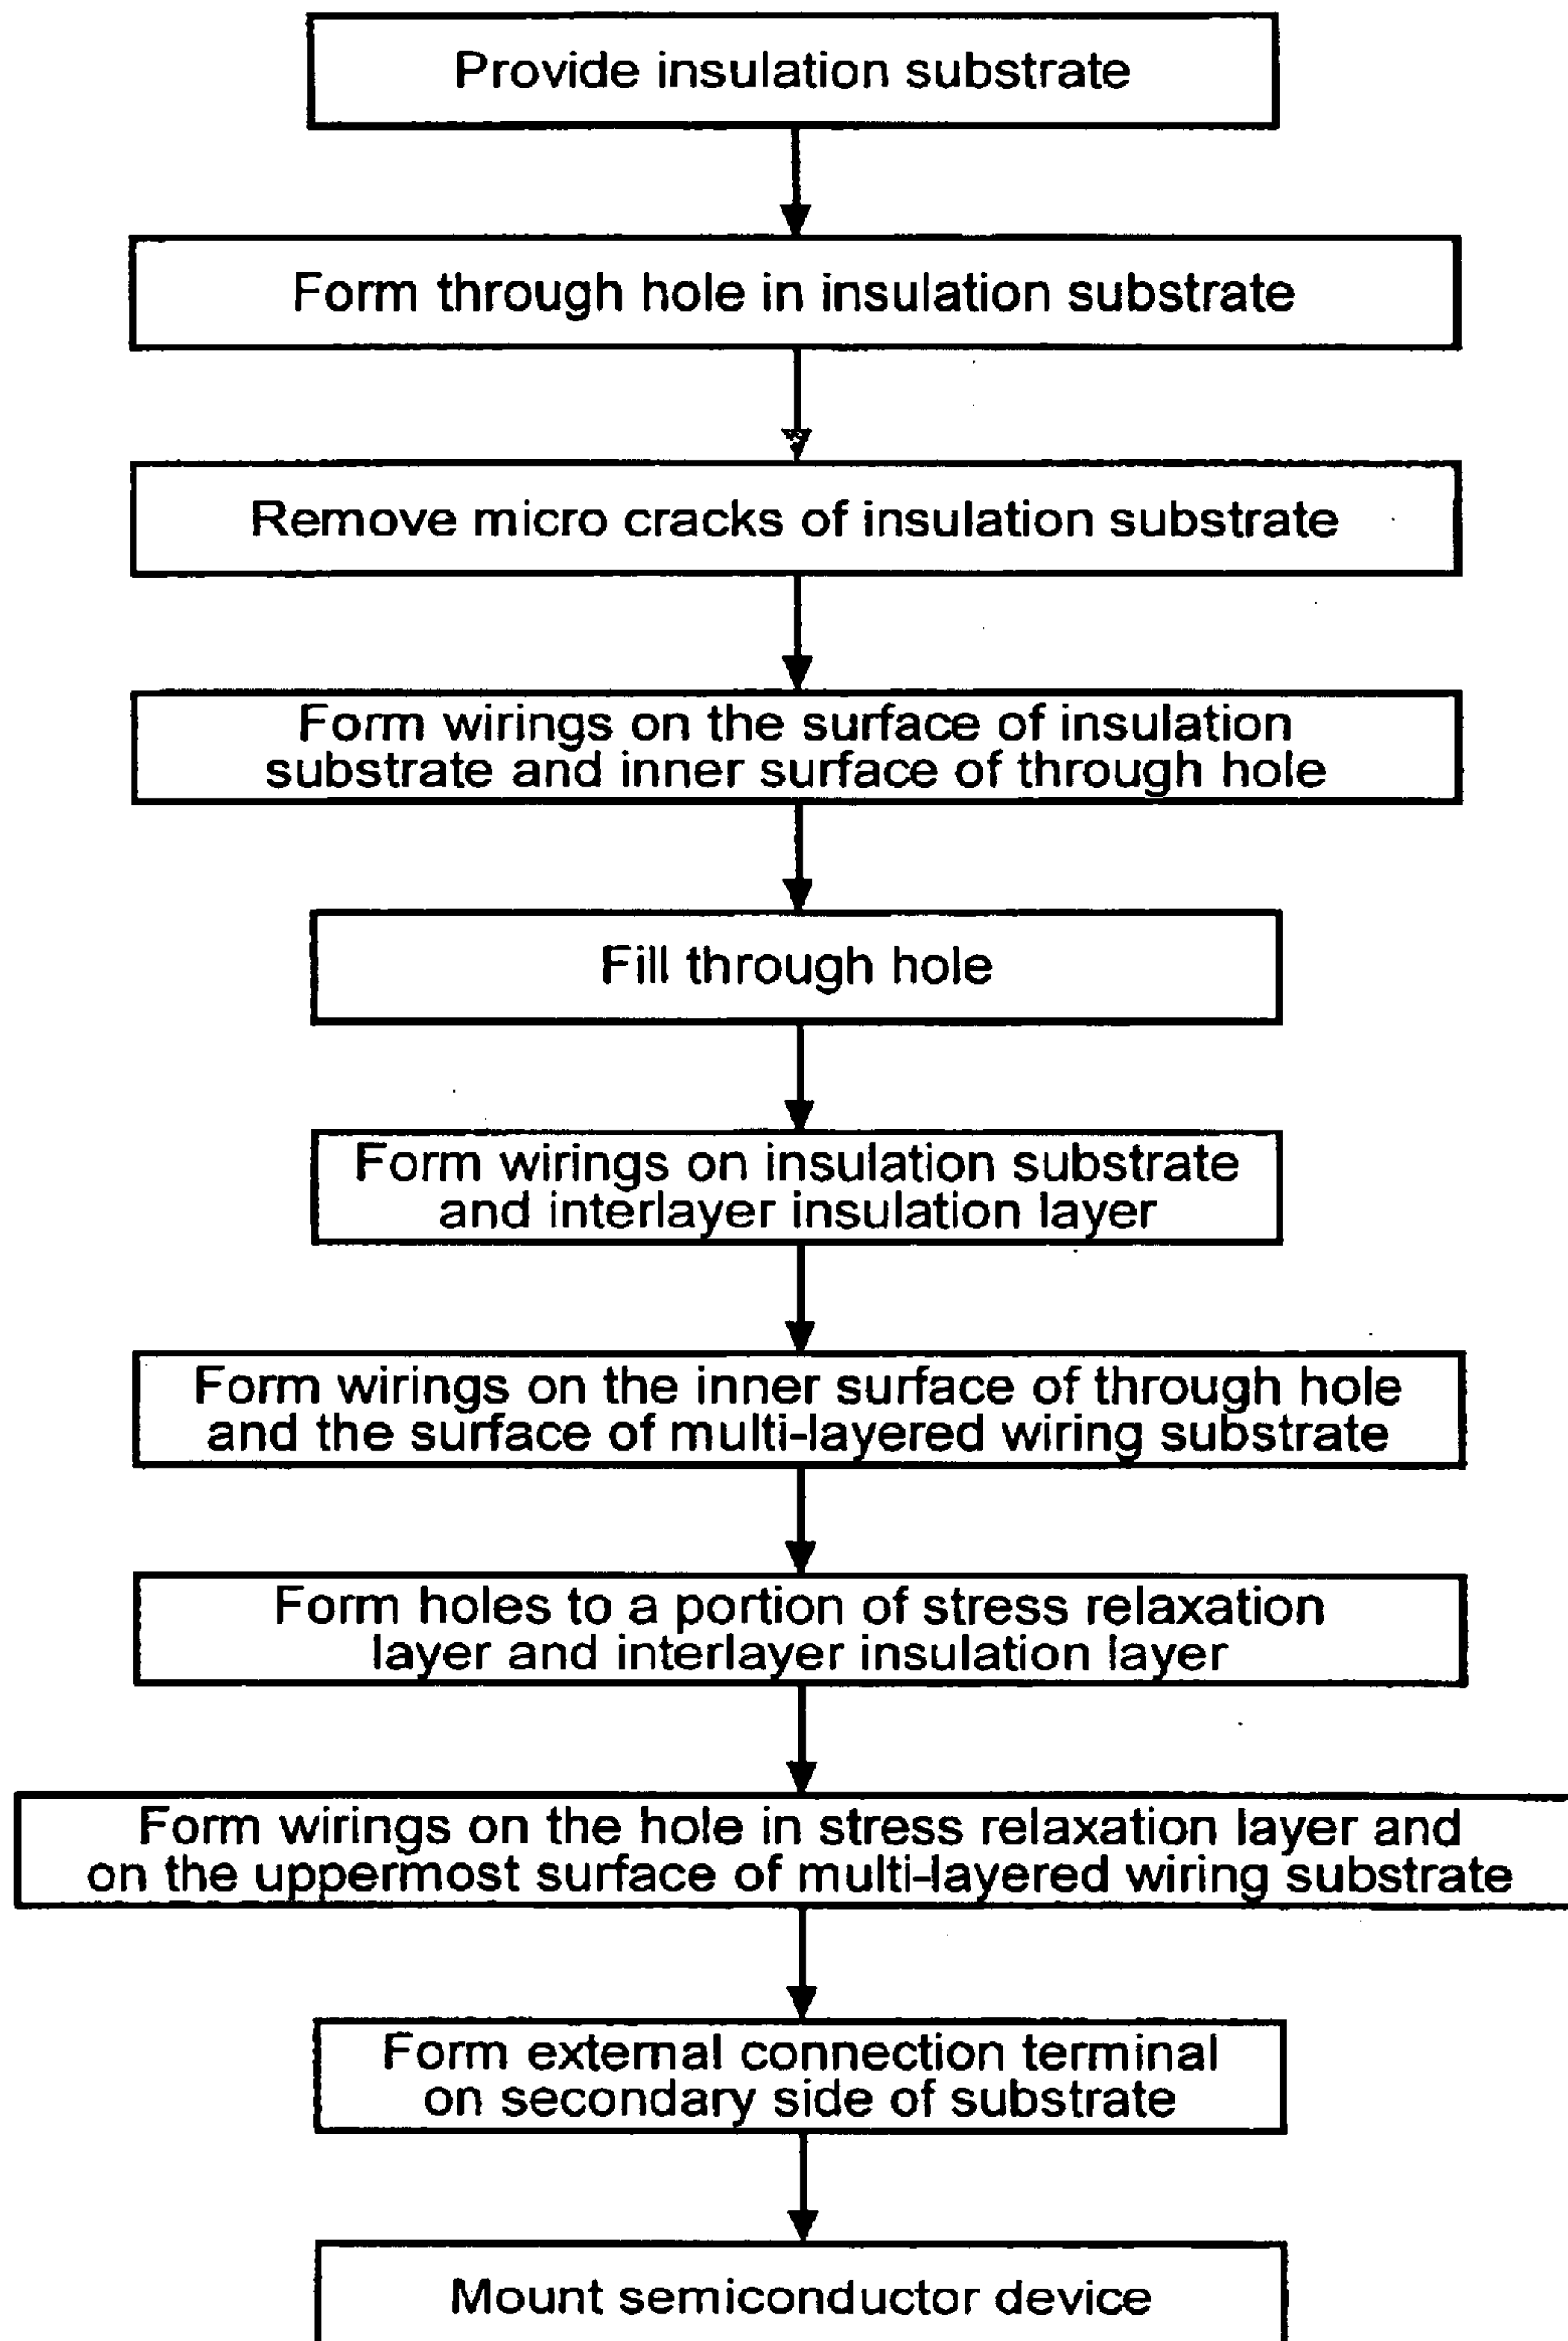 Provide insulation substrate
Form through hole in insulation substrate
Remove micro cracks of insulation substrate
Form wirings on the surface of insulation
substrate and inner surface of through hole
Fill through hole
Form wirings on insulation substrate
and interlayer insulation layer
Form wirings on the inner surface of through hole
and the surface of multi-layered wiring substrate
Form holes to a portion of stress relaxation
layer and interlayer insulation layer
Form wirings on the hole in stress relaxation layer and
on the uppermost surface of multi-layered wiring substrate
Form external connection terminal
on secondary side of substrate
Mount semiconductor device